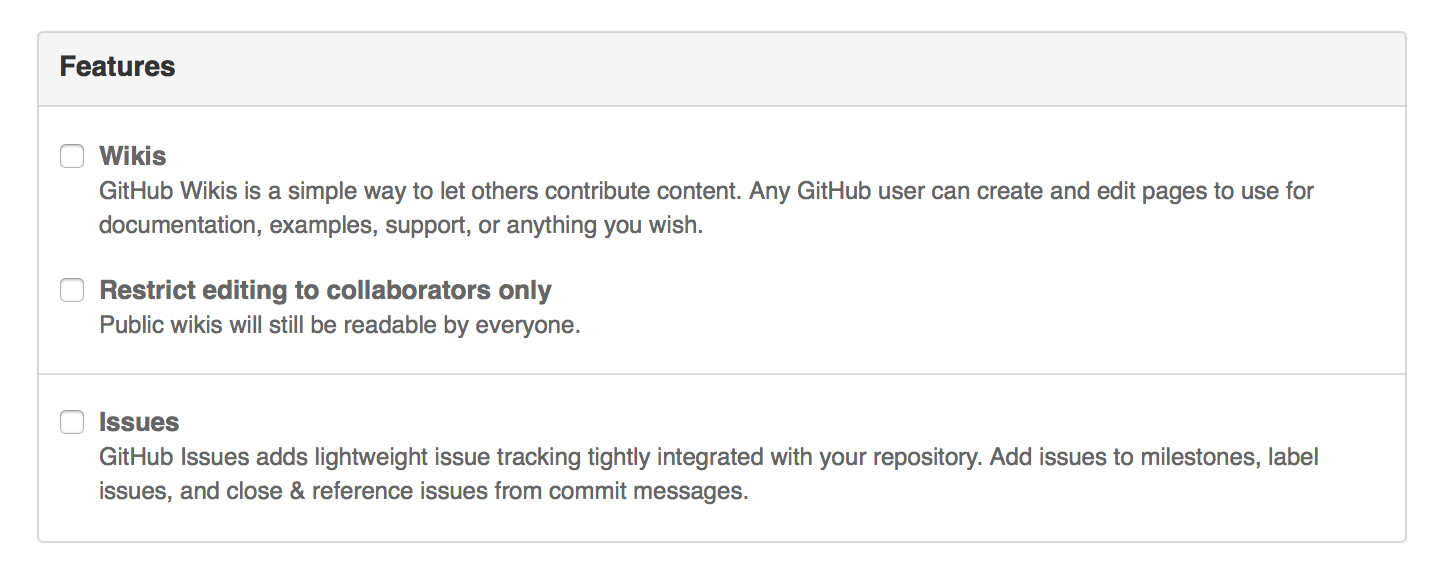 Features
Wikis
GitHub Wikis is a simple way to let others contribute content. Any GitHub user can create and edit pages to use for
documentation, examples, support, or anything you wish.
Restrict editing to collaborators only
Public wikis will still be readable by everyone.
Issues
GitHub Issues adds lightweight issue tracking tightly integrated with your repository. Add issues to milestones, label
issues, and close & reference issues from commit messages.